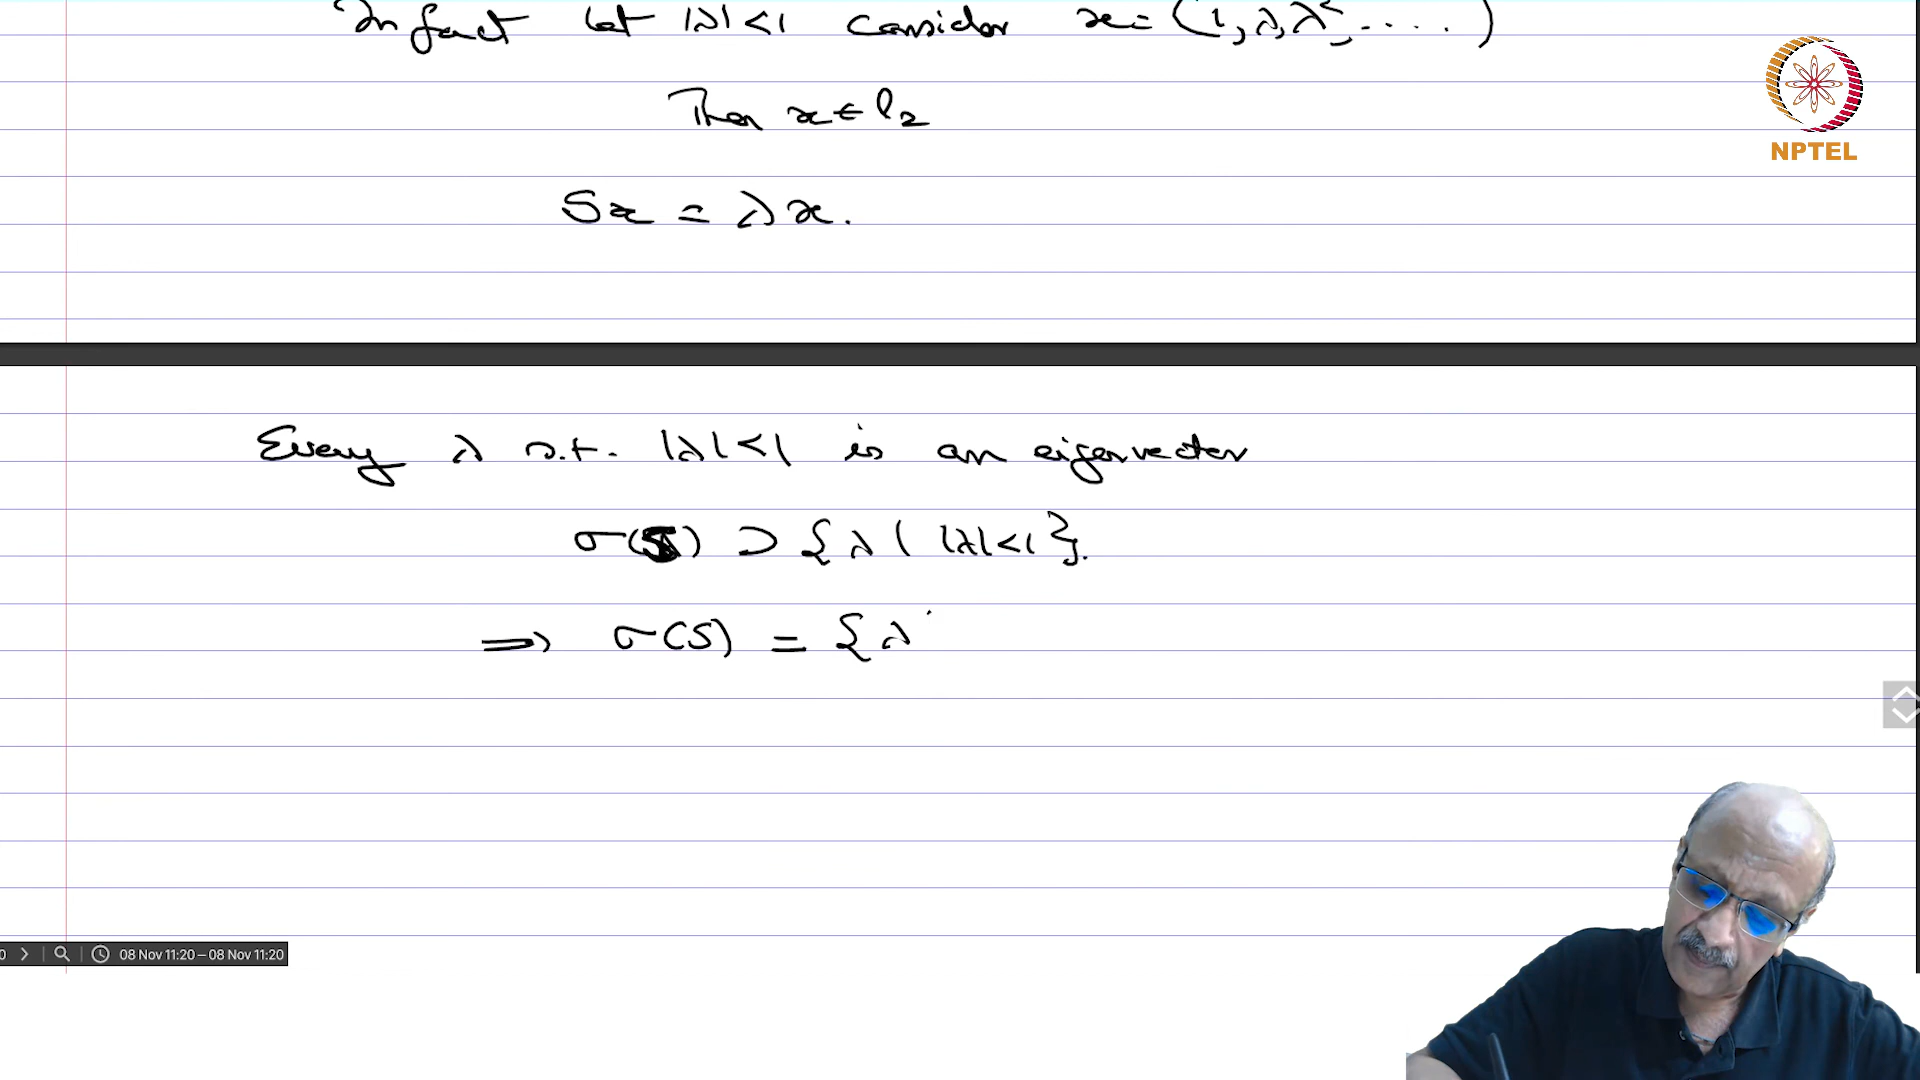 In fact let |λ|<1 consider x = (1, λ, λ², .....)
NPTEL
Then x ∈ l₂
Sx = λx.
Every λ s.t. |λ|<1 is an eigenvector
σ(S) ⊃ {λ | |λ|<1}.
⟹ σ(S) = {λ
0 > 08 Nov 11:20 – 08 Nov 11:20